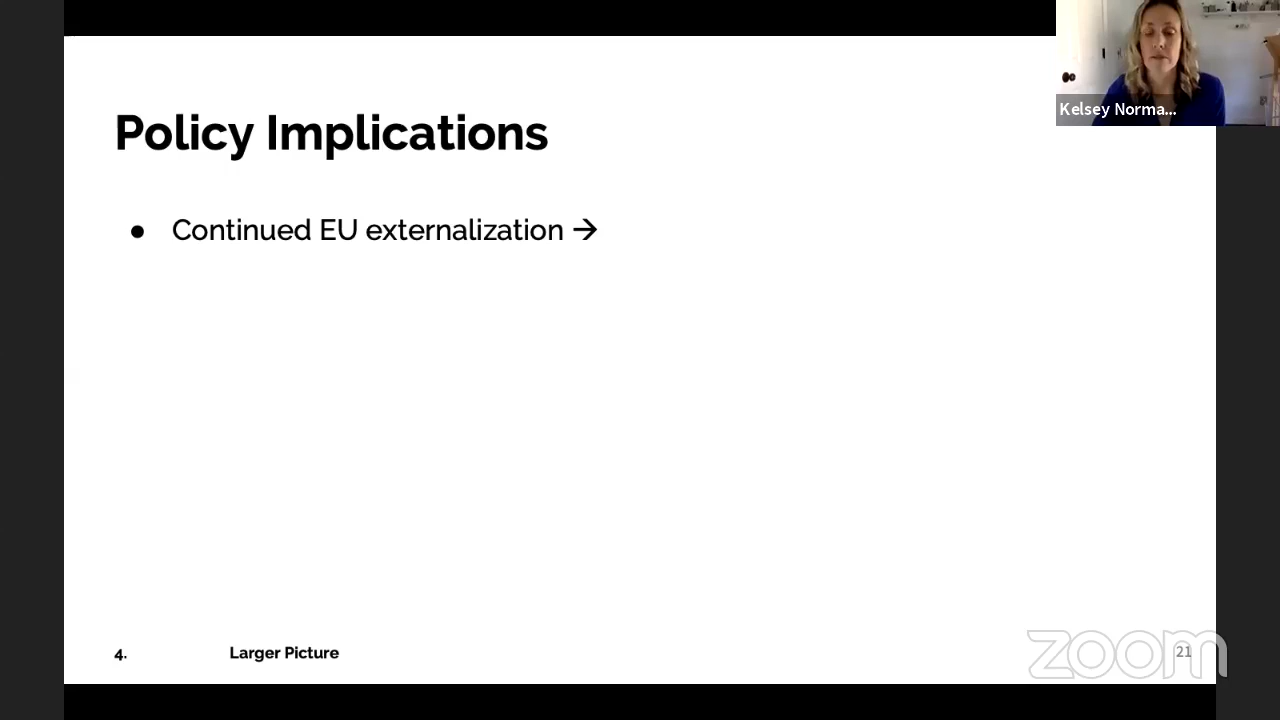 Kelsey Norma...
Policy Implications
● Continued EU externalization →
4. Larger Picture
zoom
21